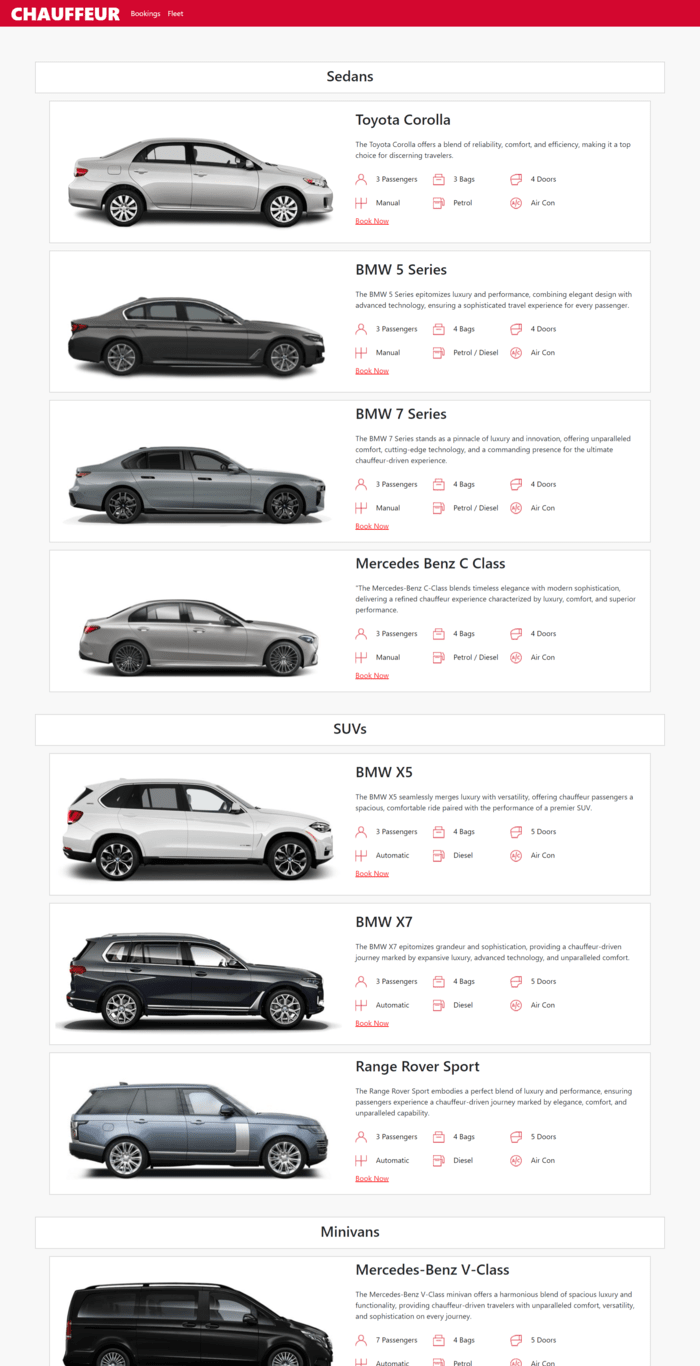 CHAUFFEUR Bookings Fleet
Sedans
Toyota Corolla
The Toyota Corolla offers a blend of reliability, comfort, and efficiency, making it a top
choice for discerning travelers.
3 Passengers 3 Bags 4 Doors
Manual Petrol Air Con
Book Now
BMW 5 Series
The BMW 5 Series epitomizes luxury and performance, combining elegant design with
advanced technology, ensuring a sophisticated travel experience for every passenger.
3 Passengers 4 Bags 4 Doors
Manual Petrol / Diesel Air Con
Book Now
BMW 7 Series
The BMW 7 Series stands as a pinnacle of luxury and innovation, offering unparalleled
comfort, cutting-edge technology, and a commanding presence for the ultimate
chauffeur-driven experience.
3 Passengers 4 Bags 4 Doors
Manual Petrol / Diesel Air Con
Book Now
Mercedes Benz C Class
"The Mercedes-Benz C-Class blends timeless elegance with modern sophistication,
delivering a refined chauffeur experience characterized by luxury, comfort, and superior
performance.
3 Passengers 4 Bags 4 Doors
Manual Petrol / Diesel Air Con
Book Now
SUVs
BMW X5
The BMW X5 seamlessly merges luxury with versatility, offering chauffeur passengers a
spacious, comfortable ride paired with the performance of a premier SUV.
3 Passengers 4 Bags 5 Doors
Automatic Diesel Air Con
Book Now
BMW X7
The BMW X7 epitomizes grandeur and sophistication, providing a chauffeur-driven
journey marked by expansive luxury, advanced technology, and unparalleled comfort.
3 Passengers 4 Bags 5 Doors
Automatic Diesel Air Con
Book Now
Range Rover Sport
The Range Rover Sport embodies a perfect blend of luxury and performance, ensuring
passengers experience a chauffeur-driven journey marked by elegance, comfort, and
unparalleled capability.
3 Passengers 4 Bags 5 Doors
Automatic Diesel Air Con
Book Now
Minivans
Mercedes-Benz V-Class
The Mercedes-Benz V-Class minivan offers a harmonious blend of spacious luxury and
functionality, providing chauffeur-driven travelers with unparalleled comfort, versatility,
and sophistication on every journey.
7 Passengers 4 Bags 5 Doors
Automatic Petrol Air Con